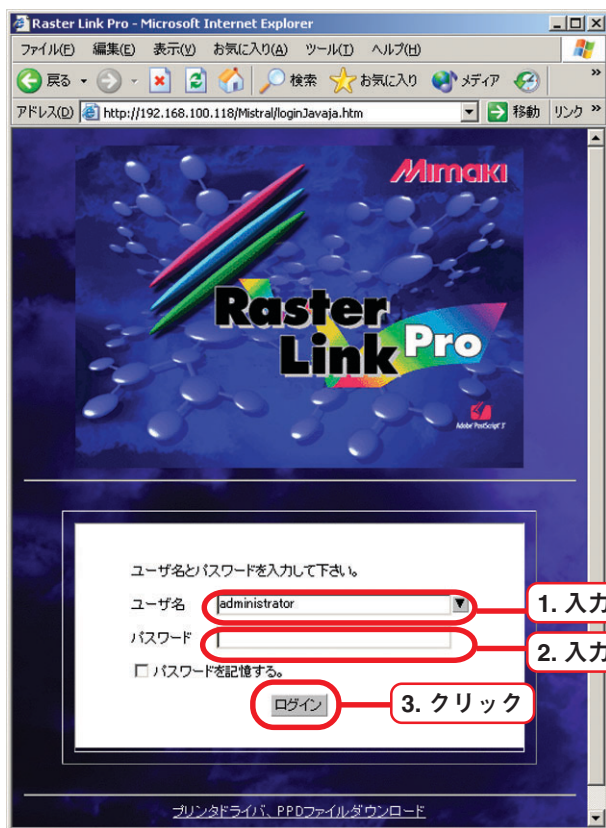 Raster Link Pro - Microsoft Internet Explorer
ファイル(F) 編集(E) 表示(V) お気に入り(A) ツール(T) ヘルプ(H)
戻る 検索 お気に入り メディア »
アドレス(D) http://192.168.100.118/Mistral/loginJavaja.htm 移動 リンク »
Mimaki
Raster
Link Pro
Adobe PostScript 3
ユーザ名とパスワードを入力して下さい。
ユーザ名 administrator 1. 入力
パスワード 2. 入力
パスワードを記憶する。
ログイン 3. クリック
プリンタドライバ、PPDファイルダウンロード